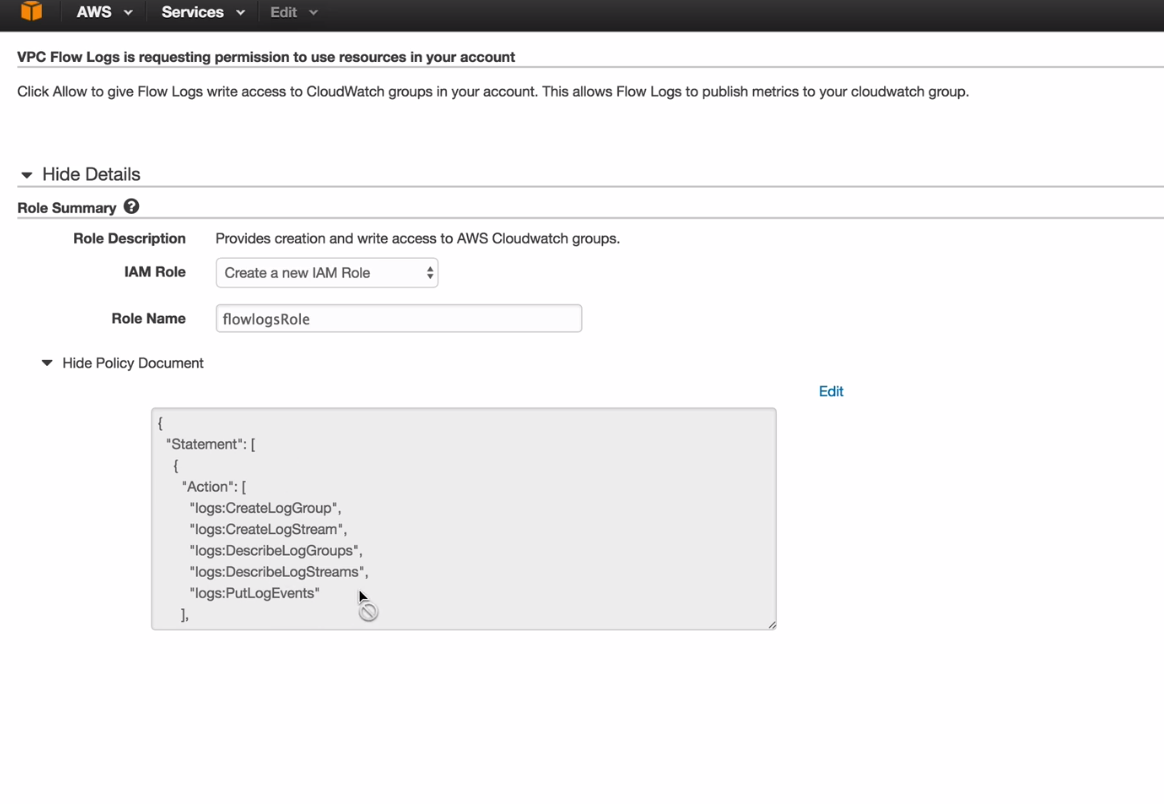 AWS Services Edit
VPC Flow Logs is requesting permission to use resources in your account
Click Allow to give Flow Logs write access to CloudWatch groups in your account. This allows Flow Logs to publish metrics to your cloudwatch group.
Hide Details
Role Summary ?
Role Description Provides creation and write access to AWS Cloudwatch groups.
IAM Role Create a new IAM Role
Role Name flowlogsRole
Hide Policy Document
Edit
{
"Statement": [
{
"Action": [
"logs:CreateLogGroup",
"logs:CreateLogStream",
"logs:DescribeLogGroups",
"logs:DescribeLogStreams",
"logs:PutLogEvents"
],